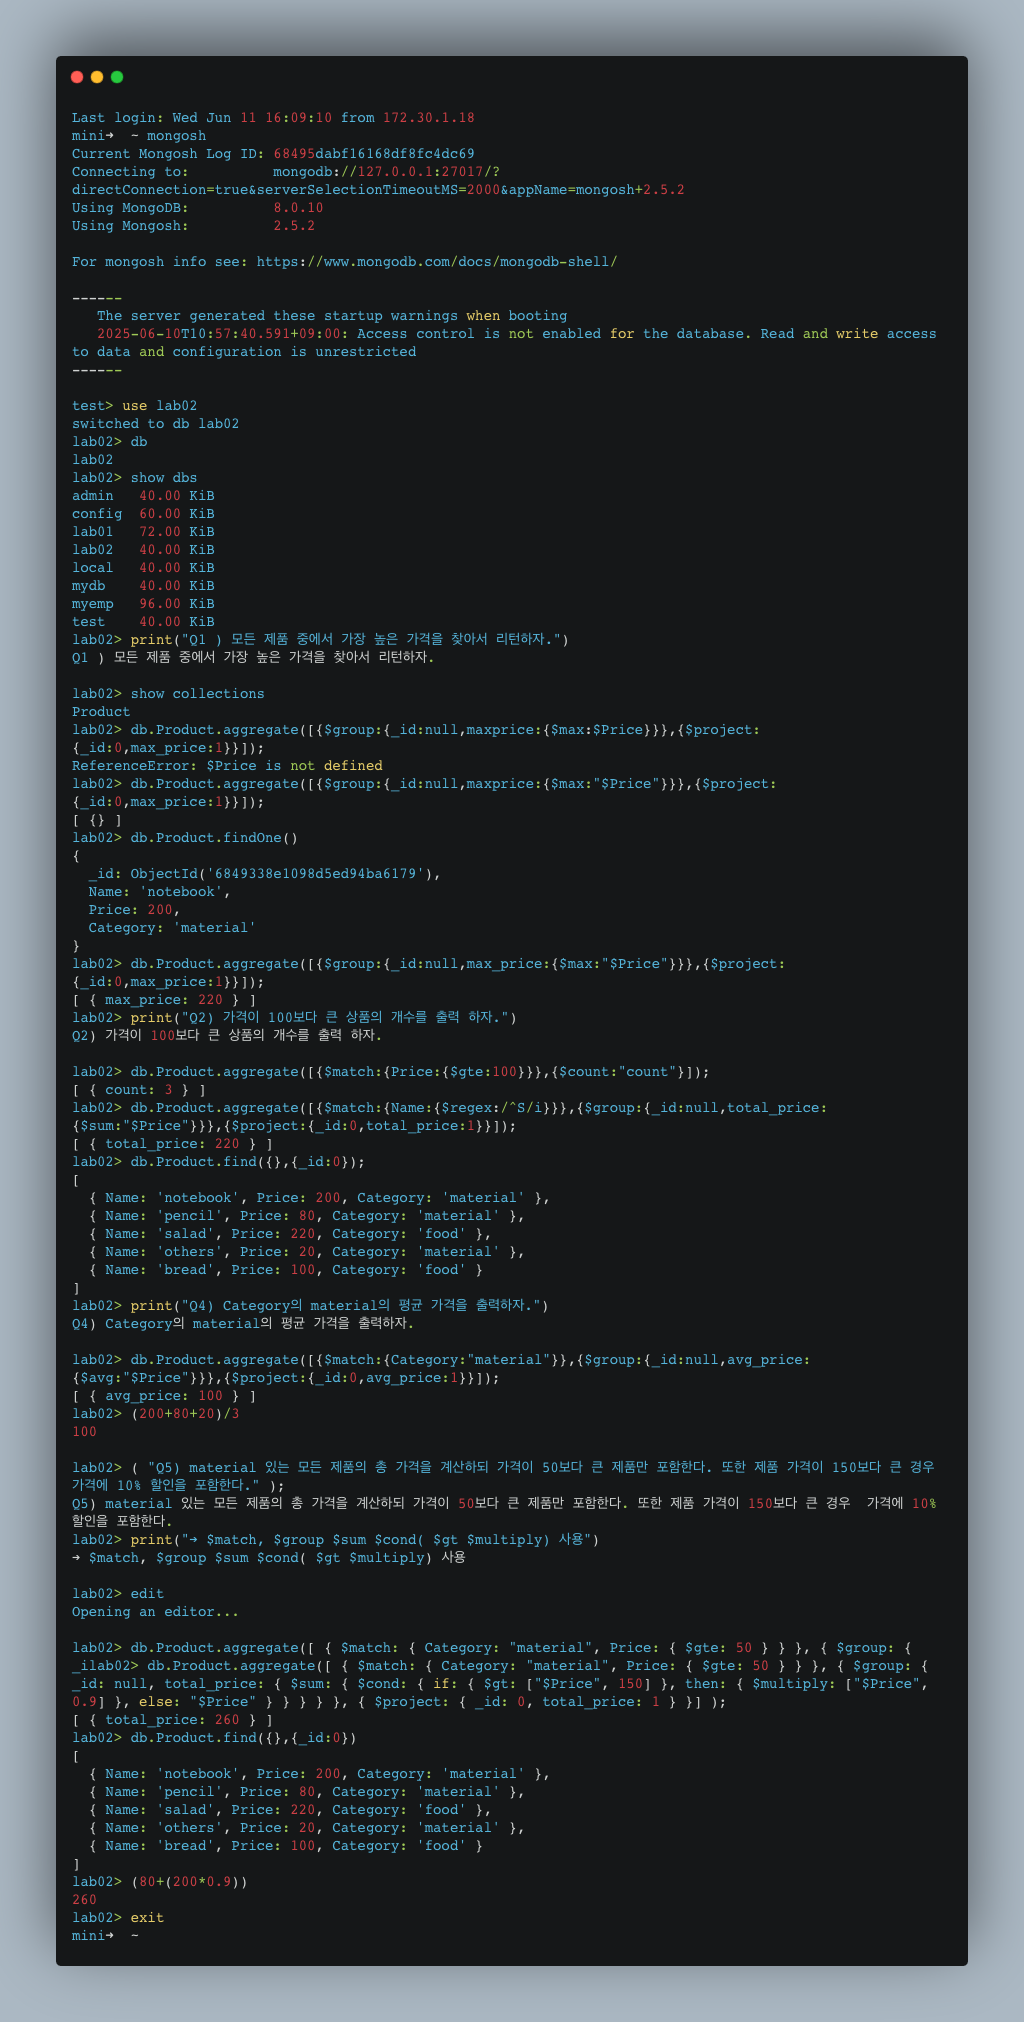 Last login: Wed Jun 11 16:09:10 from 172.30.1.18
mini➜  ~ mongosh
Current Mongosh Log ID: 68495dabf16168df8fc4dc69
Connecting to:          mongodb://127.0.0.1:27017/?
directConnection=true&serverSelectionTimeoutMS=2000&appName=mongosh+2.5.2
Using MongoDB:          8.0.10
Using Mongosh:          2.5.2
For mongosh info see: https://www.mongodb.com/docs/mongodb-shell/
------
   The server generated these startup warnings when booting
   2025-06-10T10:57:40.591+09:00: Access control is not enabled for the database. Read and write access
to data and configuration is unrestricted
------
test> use lab02
switched to db lab02
lab02> db
lab02
lab02> show dbs
admin   40.00 KiB
config  60.00 KiB
lab01   72.00 KiB
lab02   40.00 KiB
local   40.00 KiB
mydb    40.00 KiB
myemp   96.00 KiB
test    40.00 KiB
lab02> print("Q1 ) 모든 제품 중에서 가장 높은 가격을 찾아서 리턴하자.")
Q1 ) 모든 제품 중에서 가장 높은 가격을 찾아서 리턴하자.
lab02> show collections
Product
lab02> db.Product.aggregate([{$group:{_id:null,maxprice:{$max:$Price}}},{$project:
{_id:0,max_price:1}}]);
ReferenceError: $Price is not defined
lab02> db.Product.aggregate([{$group:{_id:null,maxprice:{$max:"$Price"}}},{$project:
{_id:0,max_price:1}}]);
[ {} ]
lab02> db.Product.findOne()
{
  _id: ObjectId('6849338e1098d5ed94ba6179'),
  Name: 'notebook',
  Price: 200,
  Category: 'material'
}
lab02> db.Product.aggregate([{$group:{_id:null,max_price:{$max:"$Price"}}},{$project:
{_id:0,max_price:1}}]);
[ { max_price: 220 } ]
lab02> print("Q2) 가격이 100보다 큰 상품의 개수를 출력 하자.")
Q2) 가격이 100보다 큰 상품의 개수를 출력 하자.
lab02> db.Product.aggregate([{$match:{Price:{$gte:100}}},{$count:"count"}]);
[ { count: 3 } ]
lab02> db.Product.aggregate([{$match:{Name:{$regex:/^S/i}}},{$group:{_id:null,total_price:
{$sum:"$Price"}}},{$project:{_id:0,total_price:1}}]);
[ { total_price: 220 } ]
lab02> db.Product.find({},{_id:0});
[
  { Name: 'notebook', Price: 200, Category: 'material' },
  { Name: 'pencil', Price: 80, Category: 'material' },
  { Name: 'salad', Price: 220, Category: 'food' },
  { Name: 'others', Price: 20, Category: 'material' },
  { Name: 'bread', Price: 100, Category: 'food' }
]
lab02> print("Q4) Category의 material의 평균 가격을 출력하자.")
Q4) Category의 material의 평균 가격을 출력하자.
lab02> db.Product.aggregate([{$match:{Category:"material"}},{$group:{_id:null,avg_price:
{$avg:"$Price"}}},{$project:{_id:0,avg_price:1}}]);
[ { avg_price: 100 } ]
lab02> (200+80+20)/3
100
lab02> ( "Q5) material 있는 모든 제품의 총 가격을 계산하되 가격이 50보다 큰 제품만 포함한다. 또한 제품 가격이 150보다 큰 경우
가격에 10% 할인을 포함한다." );
Q5) material 있는 모든 제품의 총 가격을 계산하되 가격이 50보다 큰 제품만 포함한다. 또한 제품 가격이 150보다 큰 경우  가격에 10%
할인을 포함한다.
lab02> print("➜ $match, $group $sum $cond( $gt $multiply) 사용")
➜ $match, $group $sum $cond( $gt $multiply) 사용
lab02> edit
Opening an editor...
lab02> db.Product.aggregate([ { $match: { Category: "material", Price: { $gte: 50 } } }, { $group: {
_ilab02> db.Product.aggregate([ { $match: { Category: "material", Price: { $gte: 50 } } }, { $group: {
_id: null, total_price: { $sum: { $cond: { if: { $gt: ["$Price", 150] }, then: { $multiply: ["$Price",
0.9] }, else: "$Price" } } } } }, { $project: { _id: 0, total_price: 1 } }] );
[ { total_price: 260 } ]
lab02> db.Product.find({},{_id:0})
[
  { Name: 'notebook', Price: 200, Category: 'material' },
  { Name: 'pencil', Price: 80, Category: 'material' },
  { Name: 'salad', Price: 220, Category: 'food' },
  { Name: 'others', Price: 20, Category: 'material' },
  { Name: 'bread', Price: 100, Category: 'food' }
]
lab02> (80+(200*0.9))
260
lab02> exit
mini➜  ~